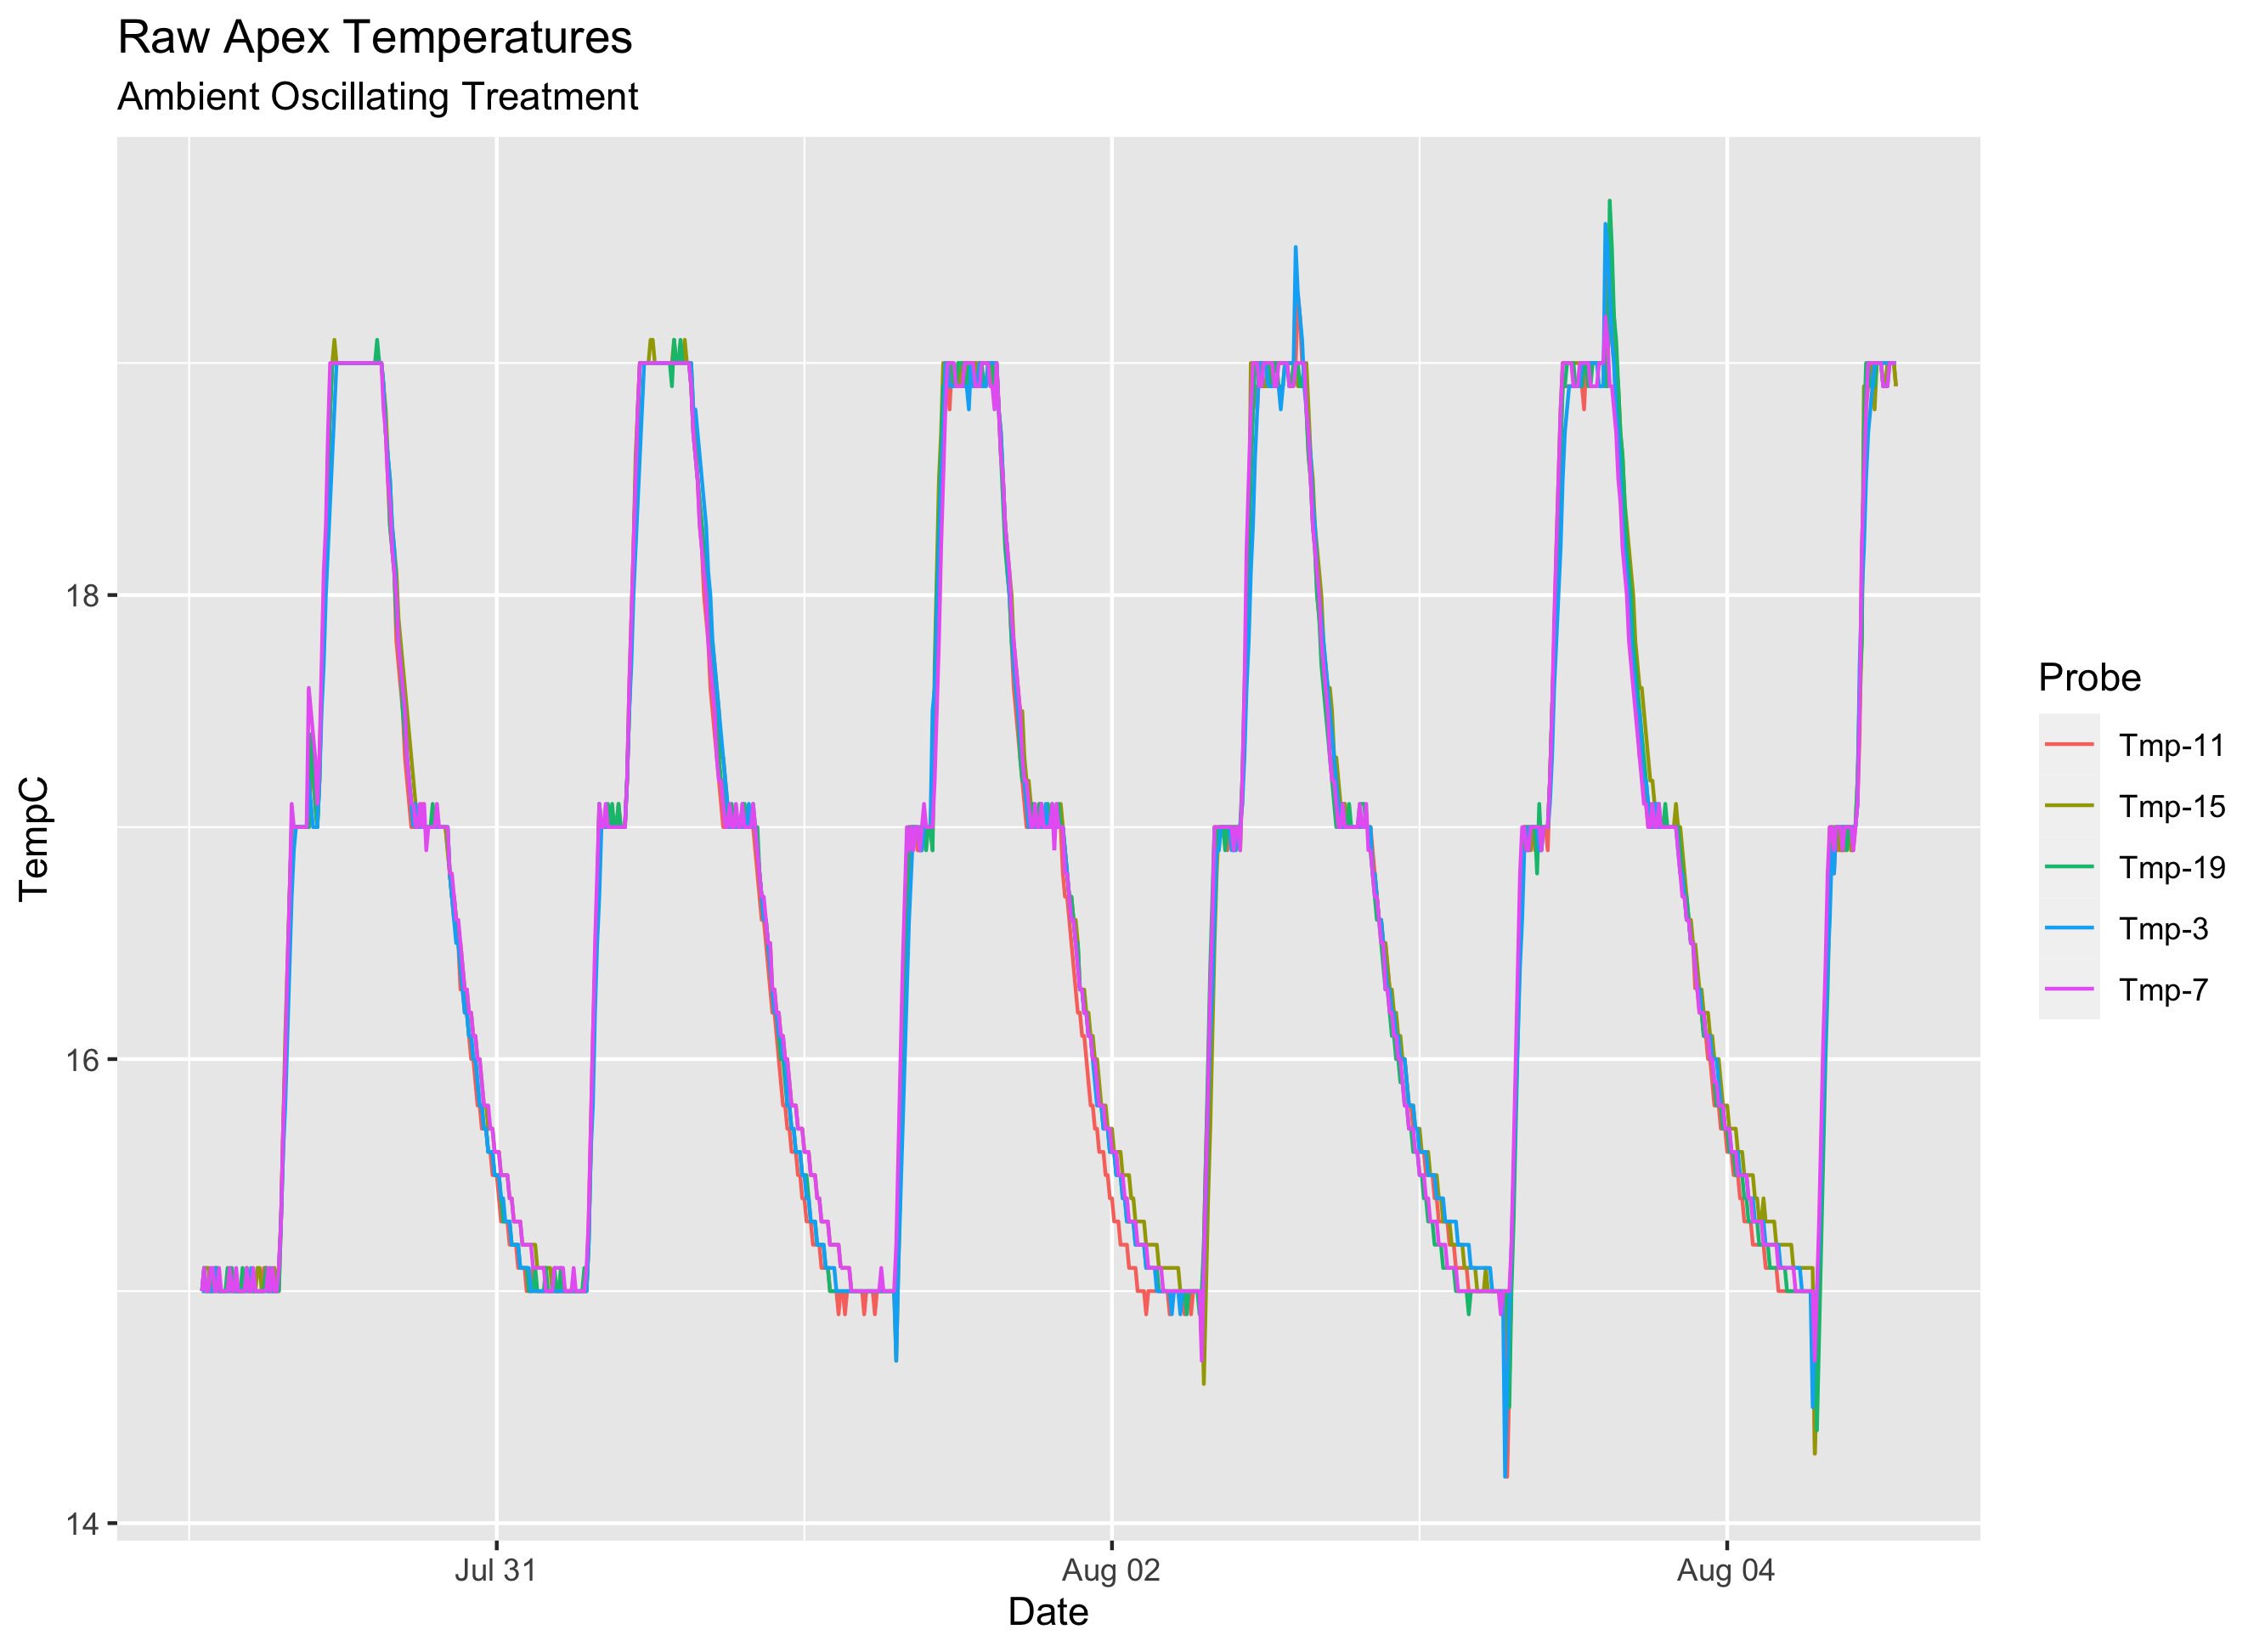 Raw Apex Temperatures
Ambient Oscillating Treatment
TempC
18
16
14
Jul 31
Aug 02
Aug 04
Date
Probe
Tmp-11
Tmp-15
Tmp-19
Tmp-3
Tmp-7